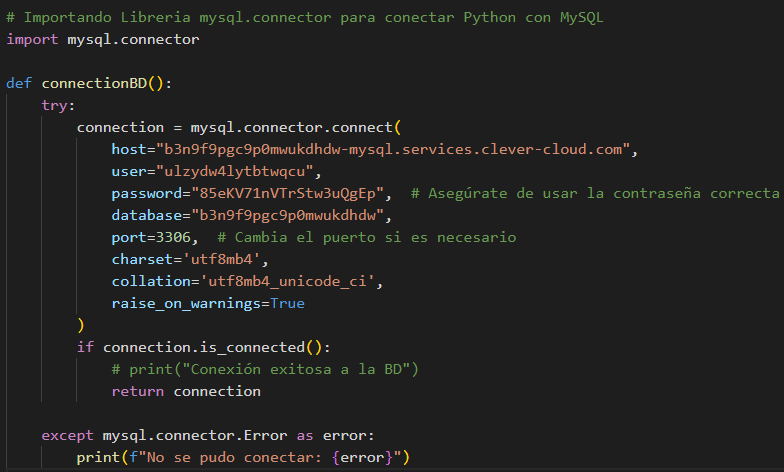 # Importando Libreria mysql.connector para conectar Python con MySQL
import mysql.connector

def connectionBD():
    try:
        connection = mysql.connector.connect(
            host="b3n9f9pgc9p0mwukdhdw-mysql.services.clever-cloud.com",
            user="ulzydw4lytbtwqcu",
            password="85eKV71nVTrStw3uQgEp",  # Asegúrate de usar la contraseña correcta
            database="b3n9f9pgc9p0mwukdhdw",
            port=3306,  # Cambia el puerto si es necesario
            charset='utf8mb4',
            collation='utf8mb4_unicode_ci',
            raise_on_warnings=True
        )
        if connection.is_connected():
            # print("Conexión exitosa a la BD")
            return connection

    except mysql.connector.Error as error:
        print(f"No se pudo conectar: {error}")